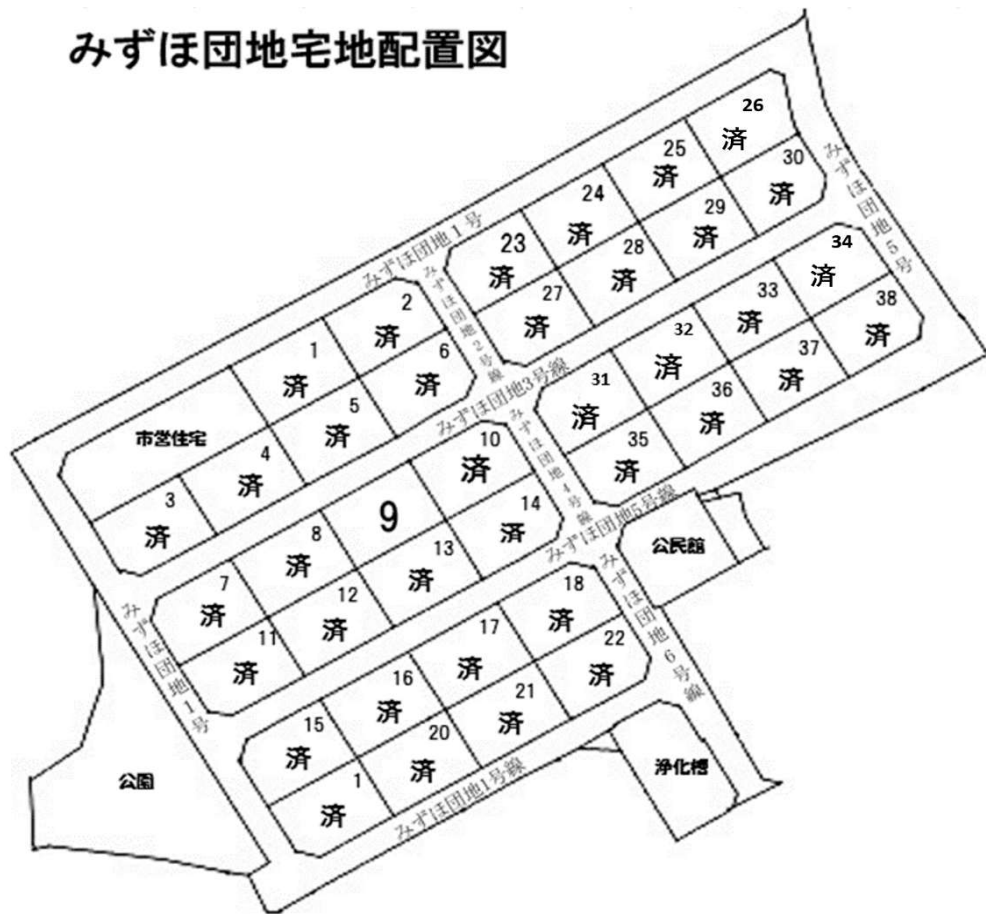 みずほ団地宅地配置図
みずほ団地1号
みずほ団地5号
みずほ団地2号線
26
済
25
済
30
済
24
済
29
済
23
済
28
済
27
済
34
済
33
済
38
済
32
済
37
済
31
済
36
済
35
済
2
済
1
済
6
済
5
済
市営住宅
4
済
3
済
みずほ団地3号線
みずほ団地4号線
10
済
9
14
済
8
済
13
済
7
済
12
済
11
済
みずほ団地5号線
公民館
みずほ団地1号
みずほ団地6号線
18
済
17
済
22
済
16
済
21
済
15
済
20
済
1
済
みずほ団地1号線
公園
浄化槽